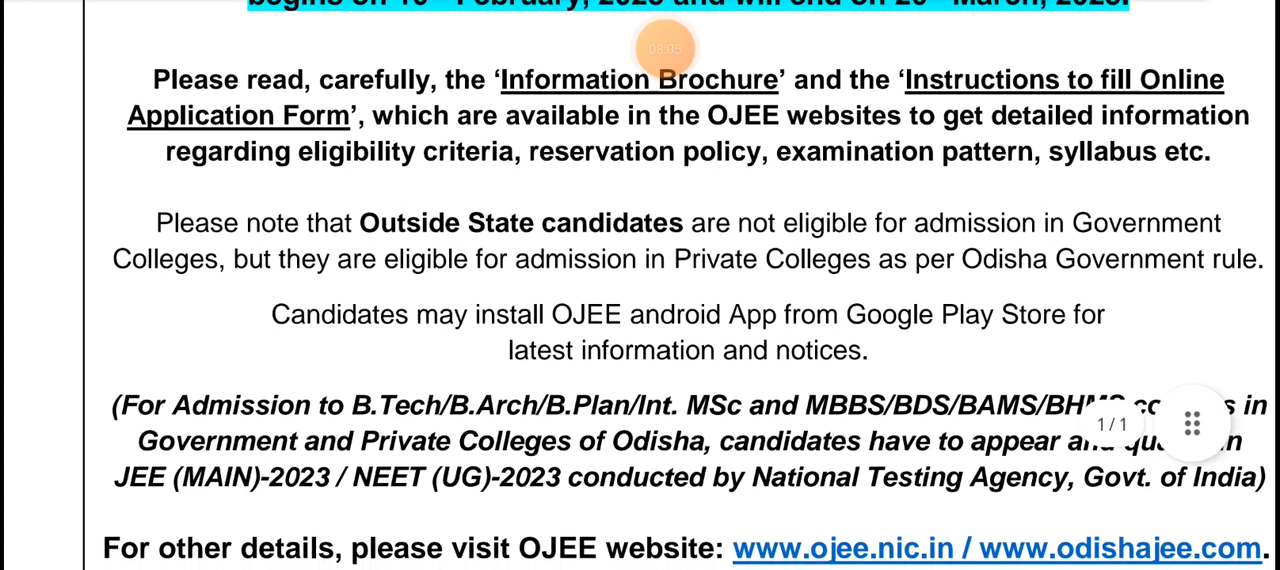 Please read, carefully, the ‘Information Brochure’ and the ‘Instructions to fill Online
Application Form’, which are available in the OJEE websites to get detailed information
regarding eligibility criteria, reservation policy, examination pattern, syllabus etc.
Please note that Outside State candidates are not eligible for admission in Government
Colleges, but they are eligible for admission in Private Colleges as per Odisha Government rule.
Candidates may install OJEE android App from Google Play Store for
latest information and notices.
(For Admission to B.Tech/B.Arch/B.Plan/Int. MSc and MBBS/BDS/BAMS/ in
Government and Private Colleges of Odisha, candidates have to appear
JEE (MAIN)-2023 / NEET (UG)-2023 conducted by National Testing Agency, Govt. of India)
For other details, please visit OJEE website: www.ojee.nic.in / www.odishajee.com.
08:05
1/1